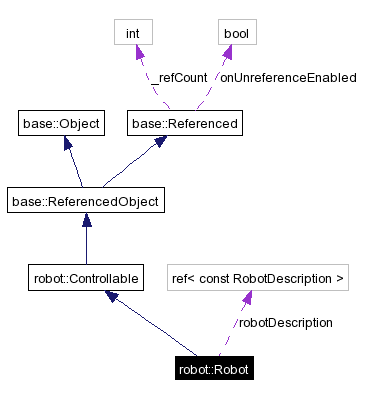 int
bool
_refCount
onUnreferenceEnabled
base::Object
base::Referenced
base::ReferencedObject
robot::Controllable
ref< const RobotDescription >
robotDescription
robot::Robot